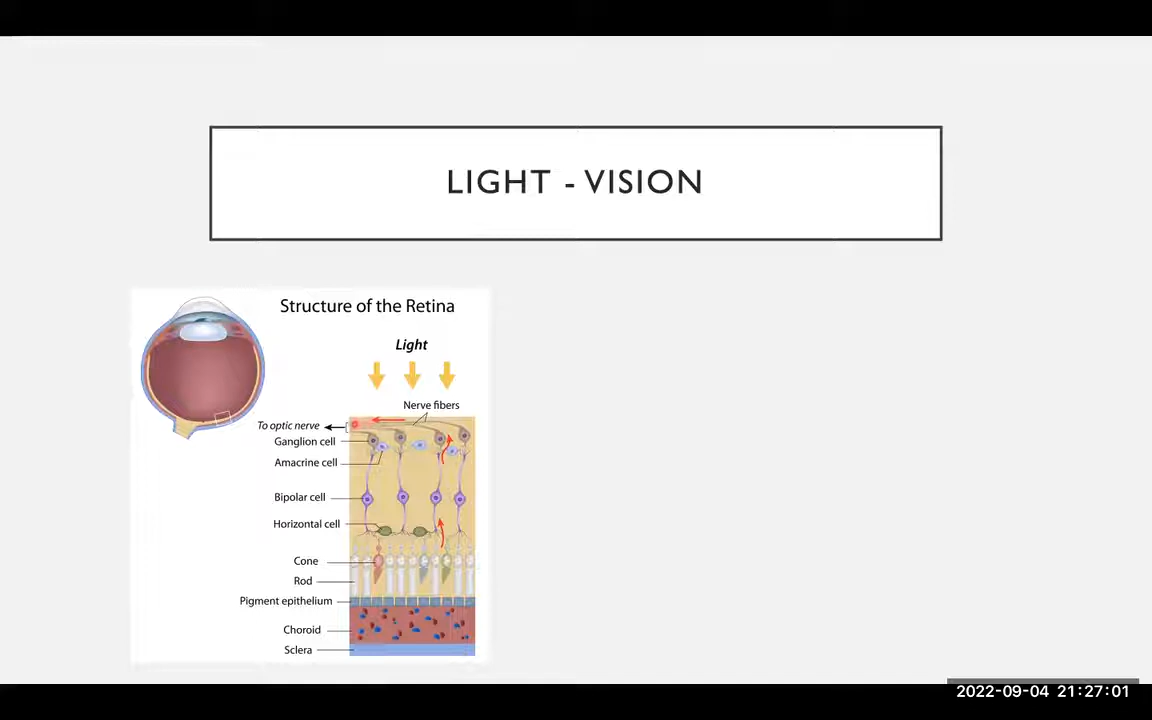 LIGHT - VISION
Structure of the Retina
Light
Nerve fibers
To optic nerve
Ganglion cell
Amacrine cell
Bipolar cell
Horizontal cell
Cone
Rod
Pigment epithelium
Choroid
Sclera
2022-09-04 21:27:01